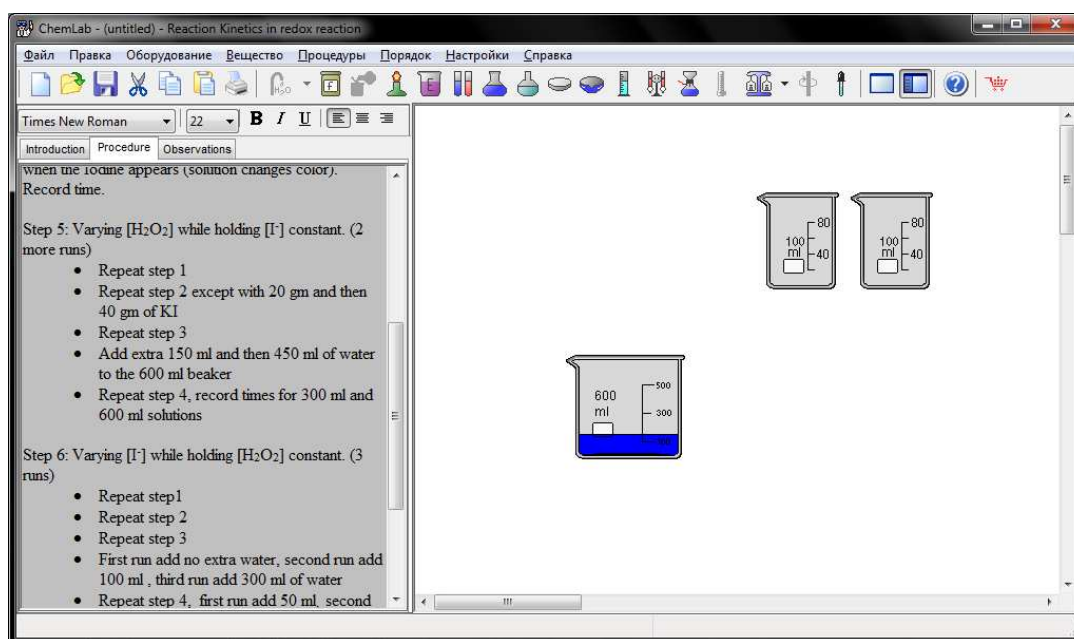 ChemLab - (untitled) - Reaction Kinetics in redox reaction
Файл Правка Оборудование Вещество Процедуры Порядок Настройки Справка
Times New Roman 22 B I U
Introduction Procedure Observations
when the Iodine appears (solution changes color).
Record time.
Step 5: Varying [H₂O₂] while holding [I⁻] constant. (2
more runs)
• Repeat step 1
• Repeat step 2 except with 20 gm and then
40 gm of KI
• Repeat step 3
• Add extra 150 ml and then 450 ml of water
to the 600 ml beaker
• Repeat step 4, record times for 300 ml and
600 ml solutions
Step 6: Varying [I⁻] while holding [H₂O₂] constant. (3
runs)
• Repeat step1
• Repeat step 2
• Repeat step 3
• First run add no extra water, second run add
100 ml , third run add 300 ml of water
• Repeat step 4, first run add 50 ml, second
80
100
ml
40
80
100
ml
40
600
ml
500
300